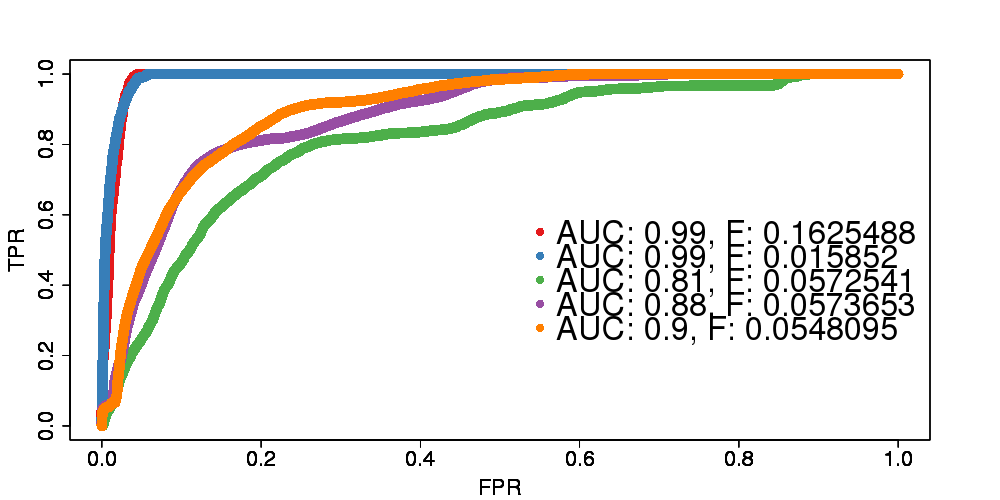 TPR
1.0
0.8
0.6
0.4
0.2
0.0
AUC: 0.99, F: 0.1625488
AUC: 0.99, F: 0.015852
AUC: 0.81, F: 0.0572541
AUC: 0.88, F: 0.0573653
AUC: 0.9, F: 0.0548095
0.0 0.2 0.4 0.6 0.8 1.0
FPR